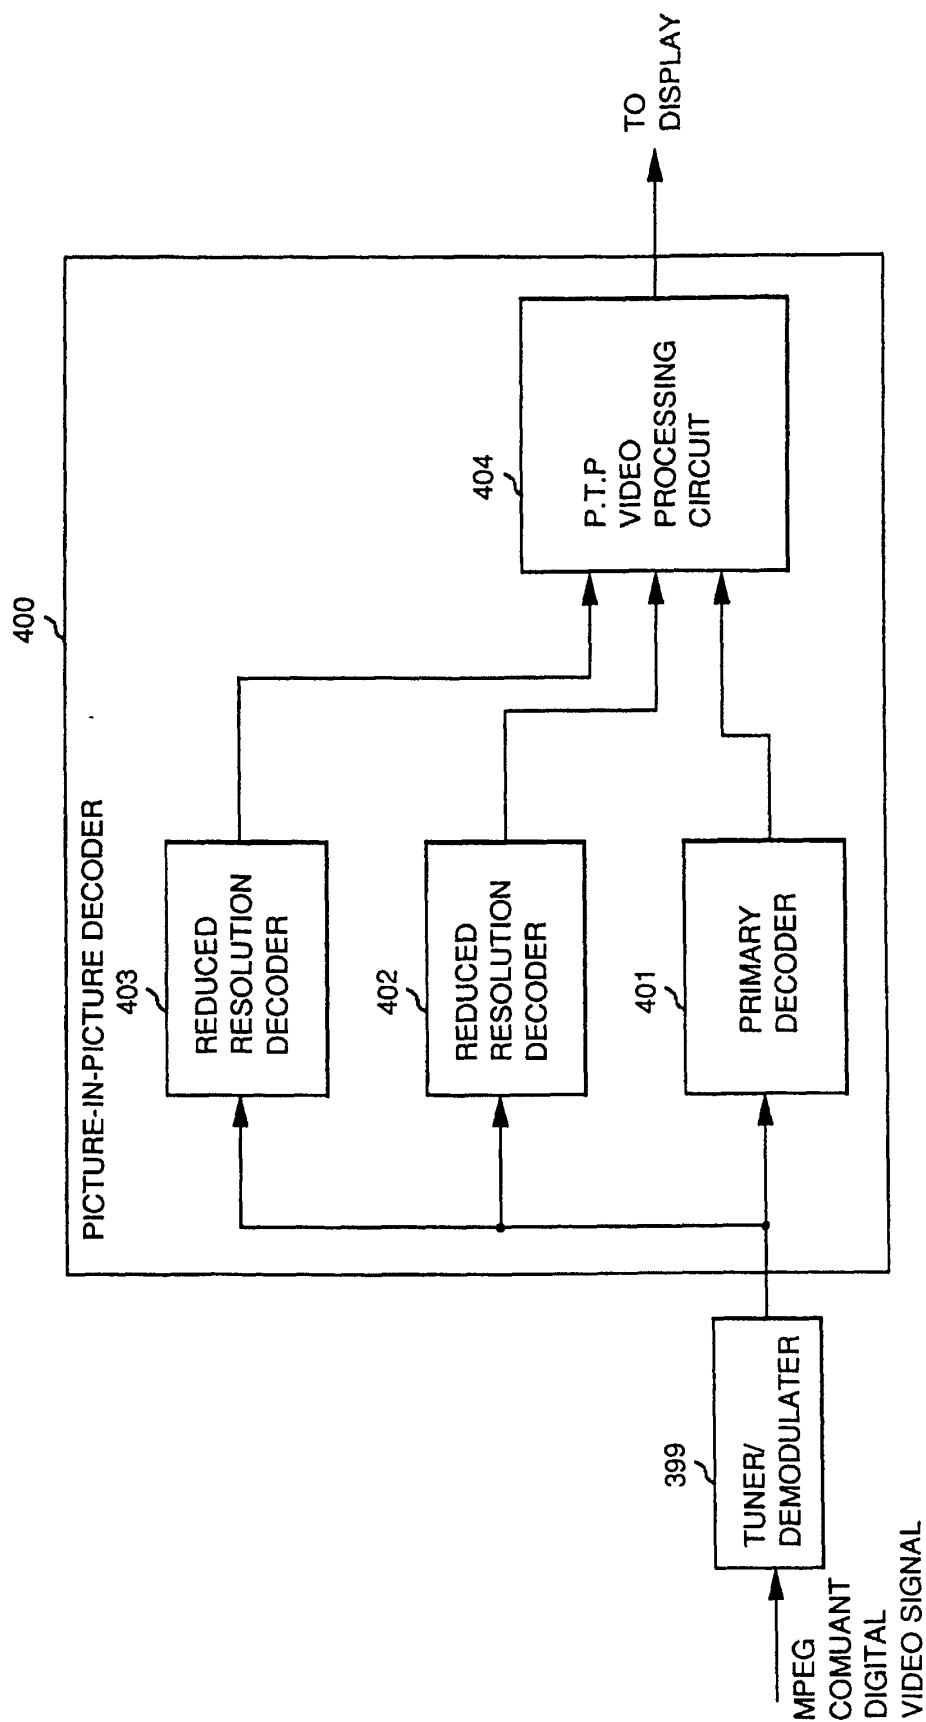 400
PICTURE-IN-PICTURE DECODER
403
REDUCED
RESOLUTION
DECODER
402
REDUCED
RESOLUTION
DECODER
401
PRIMARY
DECODER
404
P.T.P
VIDEO
PROCESSING
CIRCUIT
TO
DISPLAY
399
TUNER/
DEMODULATER
MPEG
COMUANT
DIGITAL
VIDEO SIGNAL